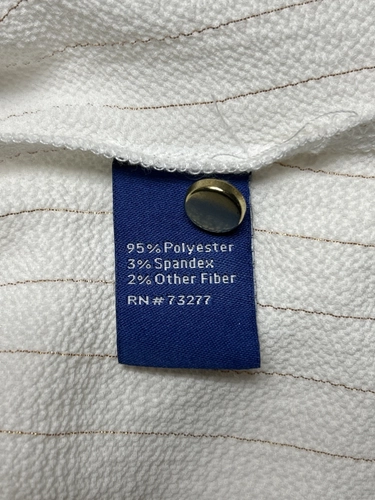 95% Polyester
3% Spandex
2% Other Fiber
RN# 73277